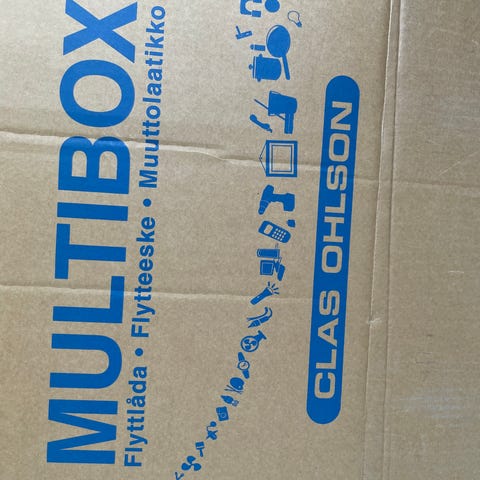 MULTIBOX
Flyttlåda • Flytteeske • Muuttolaatikko
CLAS OHLSON